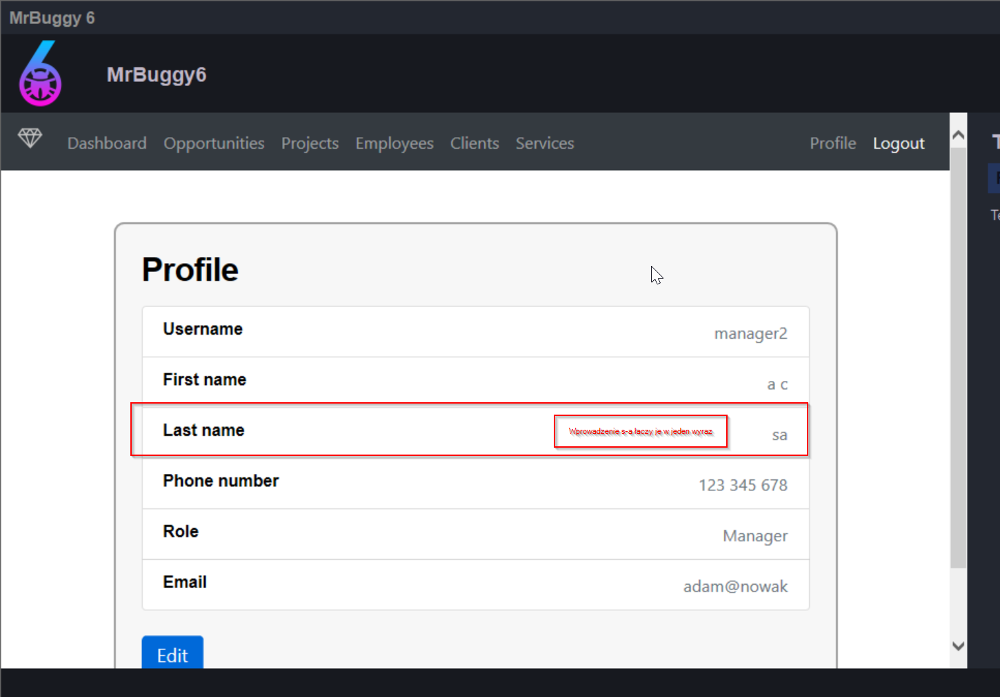 MrBuggy 6
MrBuggy6
Dashboard Opportunities Projects Employees Clients Services Profile Logout
Profile
Username manager2
First name a c
Last name Wprowadzenie s-a łaczy je w jeden wyraz sa
Phone number 123 345 678
Role Manager
Email adam@nowak
Edit